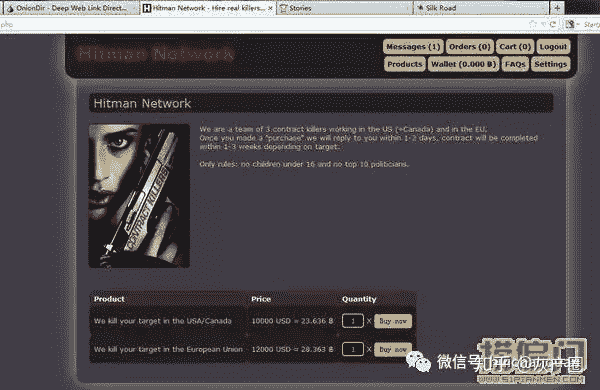 OnionDir - Deep Web Link Direct...
Hitman Network - Hire real killers...
Stories
Silk Road
php
Hitman Network
Messages (1)
Orders (0)
Cart (0)
Logout
Products
Wallet (0.000 ฿)
FAQs
Settings
Hitman Network
We are a team of 3 contract killers working in the US (+Canada) and in the EU.
Once you made a "purchase" we will reply to you within 1-2 days, contract will be completed
within 1-3 weeks depending on target.
Only rules: no children under 16 and no top 10 politicians.
CONTRACT KILLERS
Product Price Quantity
We kill your target in the USA/Canada 10000 USD = 23.636 ฿ 1 X Buy now
We kill your target in the European Union 12000 USD = 28.363 ฿ 1 X Buy now
微信号
WWW.51PIANMEN.COM